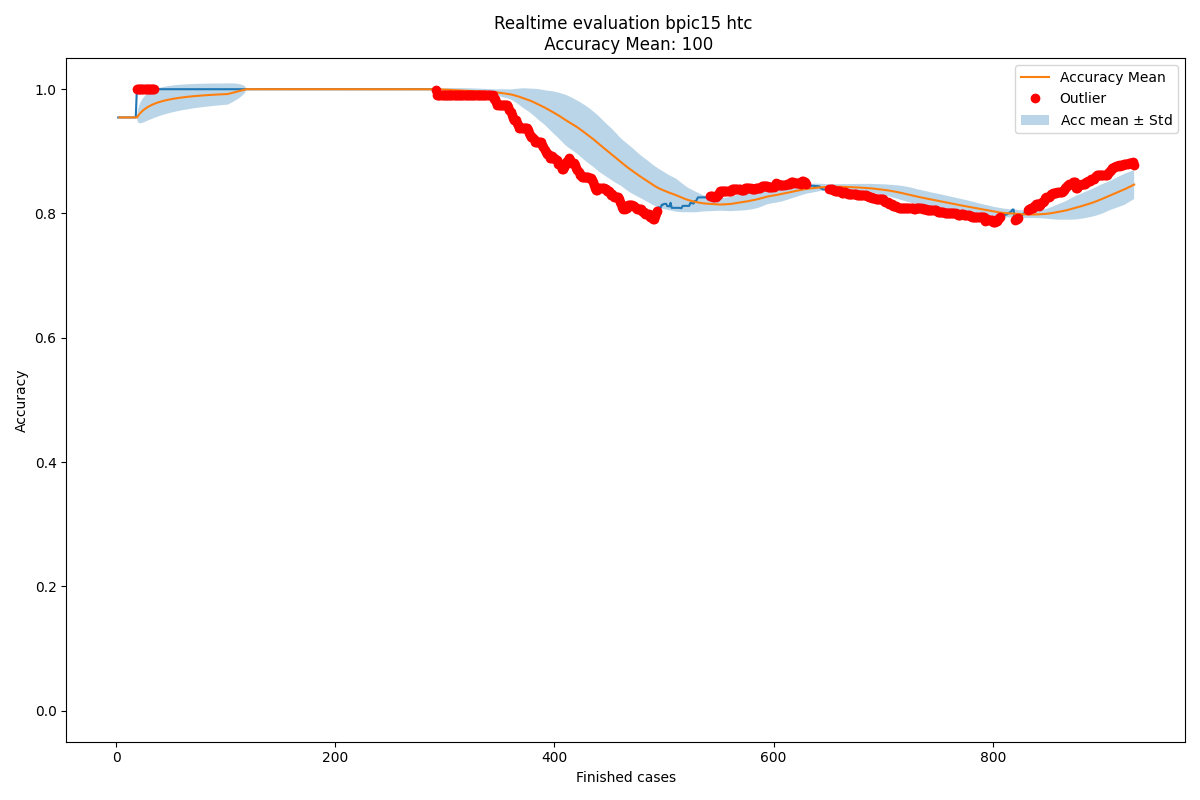 Realtime evaluation bpic15 htc
Accuracy Mean: 100
Accuracy Mean
Outlier
Acc mean ± Std
1.0
0.8
0.6
0.4
0.2
0.0
Accuracy
0 200 400 600 800
Finished cases